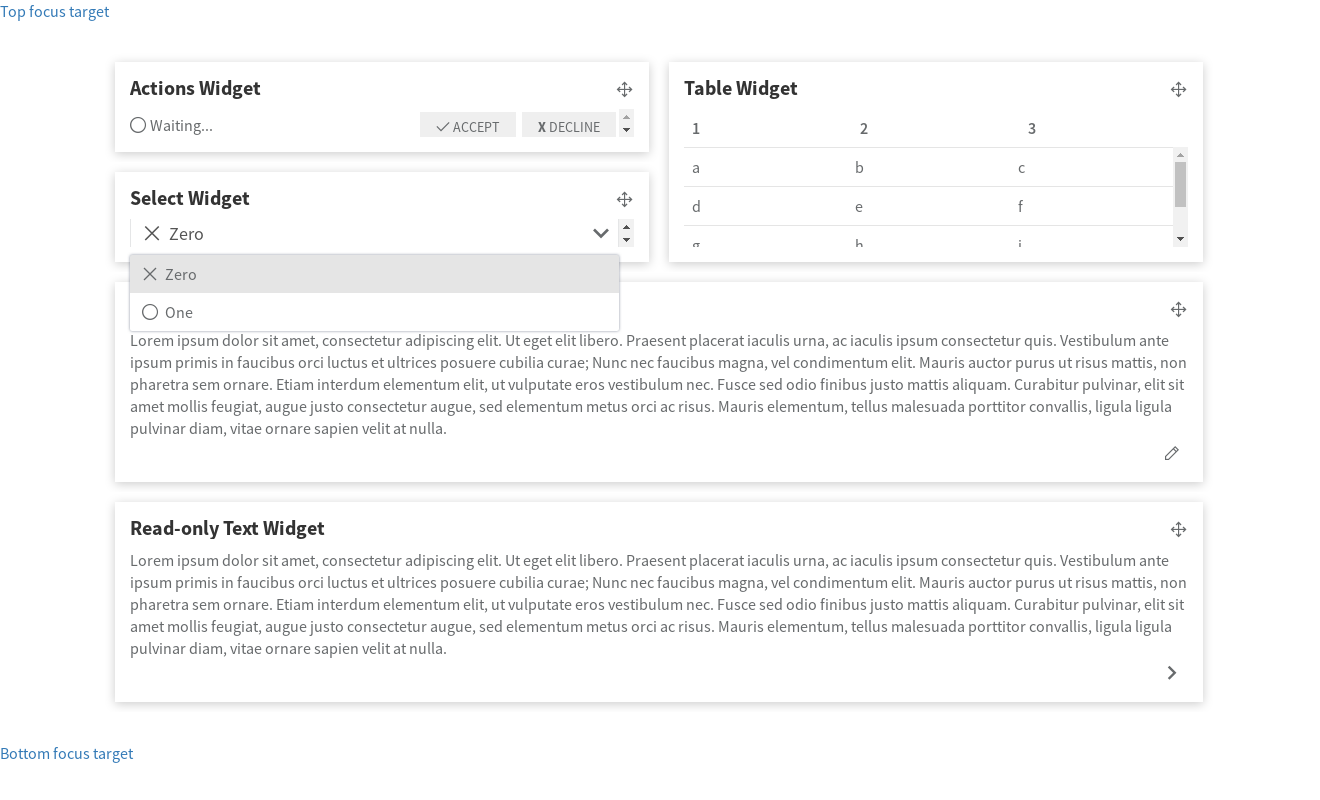 Top focus target
Actions Widget
Waiting...
ACCEPT
X DECLINE
Table Widget
1 2 3
a b c
d e f
g h i
Select Widget
Zero
Zero
One
Lorem ipsum dolor sit amet, consectetur adipiscing elit. Ut eget elit libero. Praesent placerat iaculis urna, ac iaculis ipsum consectetur quis. Vestibulum ante
ipsum primis in faucibus orci luctus et ultrices posuere cubilia curae; Nunc nec faucibus magna, vel condimentum elit. Mauris auctor purus ut risus mattis, non
pharetra sem ornare. Etiam interdum elementum elit, ut vulputate eros vestibulum nec. Fusce sed odio finibus justo mattis aliquam. Curabitur pulvinar, elit sit
amet mollis feugiat, augue justo consectetur augue, sed elementum metus orci ac risus. Mauris elementum, tellus malesuada porttitor convallis, ligula ligula
pulvinar diam, vitae ornare sapien velit at nulla.
Read-only Text Widget
Lorem ipsum dolor sit amet, consectetur adipiscing elit. Ut eget elit libero. Praesent placerat iaculis urna, ac iaculis ipsum consectetur quis. Vestibulum ante
ipsum primis in faucibus orci luctus et ultrices posuere cubilia curae; Nunc nec faucibus magna, vel condimentum elit. Mauris auctor purus ut risus mattis, non
pharetra sem ornare. Etiam interdum elementum elit, ut vulputate eros vestibulum nec. Fusce sed odio finibus justo mattis aliquam. Curabitur pulvinar, elit sit
amet mollis feugiat, augue justo consectetur augue, sed elementum metus orci ac risus. Mauris elementum, tellus malesuada porttitor convallis, ligula ligula
pulvinar diam, vitae ornare sapien velit at nulla.
Bottom focus target